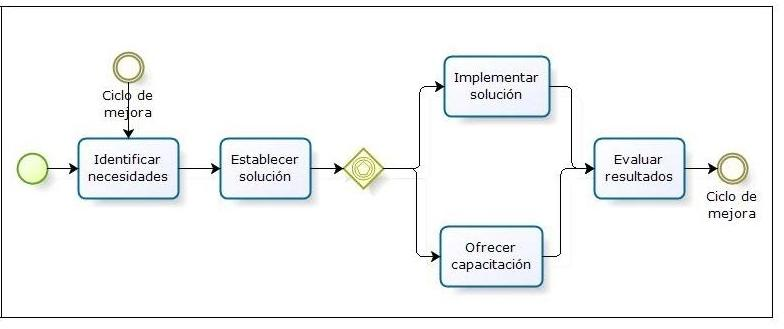 Ciclo de
mejora
Identificar
necesidades
Establecer
solución
Implementar
solución
Ofrecer
capacitación
Evaluar
resultados
Ciclo de
mejora